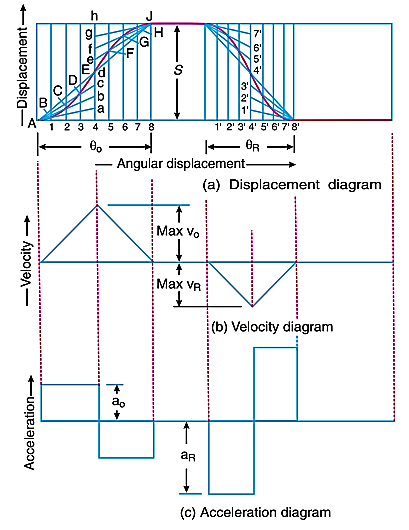 h J
g
f
e
H
G
F
E
D
d
C
c
B
b
a
A
1 2 3 4 5 6 7 8
S
7'
6'
5'
4'
3'
2'
1'
1' 2' 3' 4' 5' 6' 7' 8'
Displacement
θo
θR
Angular displacement
(a) Displacement diagram
Velocity
Max vo
Max vR
(b) Velocity diagram
Acceleration
ao
aR
(c) Acceleration diagram